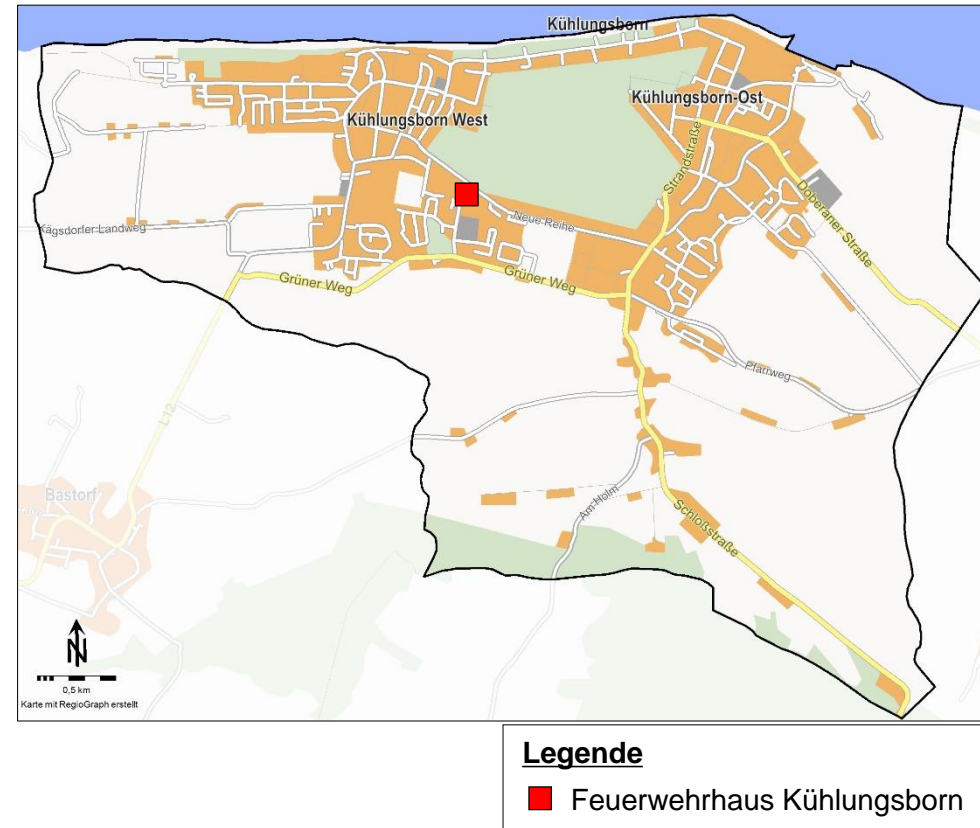 Kühlungsborn
Kühlungsborn-Ost
Kühlungsborn West
Strandstraße
Doberaner Straße
Neue Reihe
Kägsdorfer Landweg
Grüner Weg
Grüner Weg
Plattweg
L12
Bastorf
Am Holm
Schloßstraße
N
0,5 km
Karte mit RegioGraph erstellt
Legende
Feuerwehrhaus Kühlungsborn